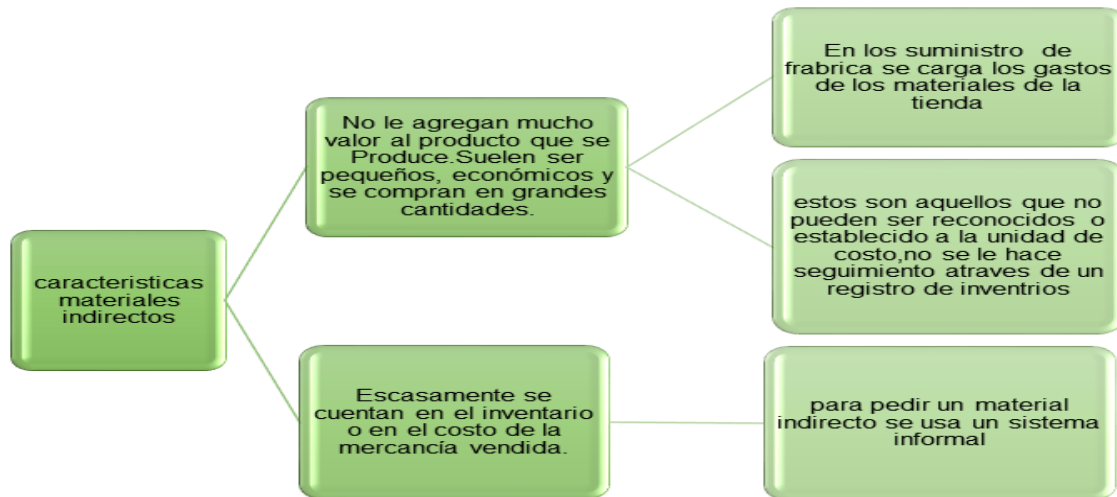 caracteristicas
materiales
indirectos
No le agregan mucho
valor al producto que se
Produce.Suelen ser
pequeños, económicos y
se compran en grandes
cantidades.
En los suministro de
frabrica se carga los gastos
de los materiales de la
tienda
estos son aquellos que no
pueden ser reconocidos o
establecido a la unidad de
costo,no se le hace
seguimiento atraves de un
registro de inventrios
Escasamente se
cuentan en el inventario
o en el costo de la
mercancía vendida.
para pedir un material
indirecto se usa un sistema
informal